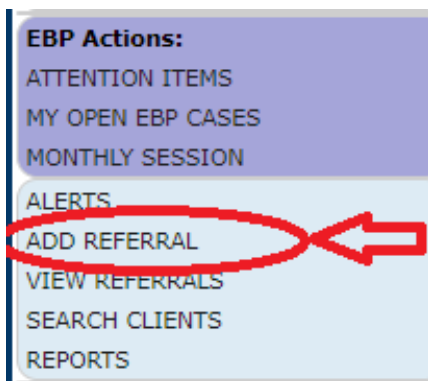 EBP Actions:
ATTENTION ITEMS
MY OPEN EBP CASES
MONTHLY SESSION
ALERTS
ADD REFERRAL
VIEW REFERRALS
SEARCH CLIENTS
REPORTS